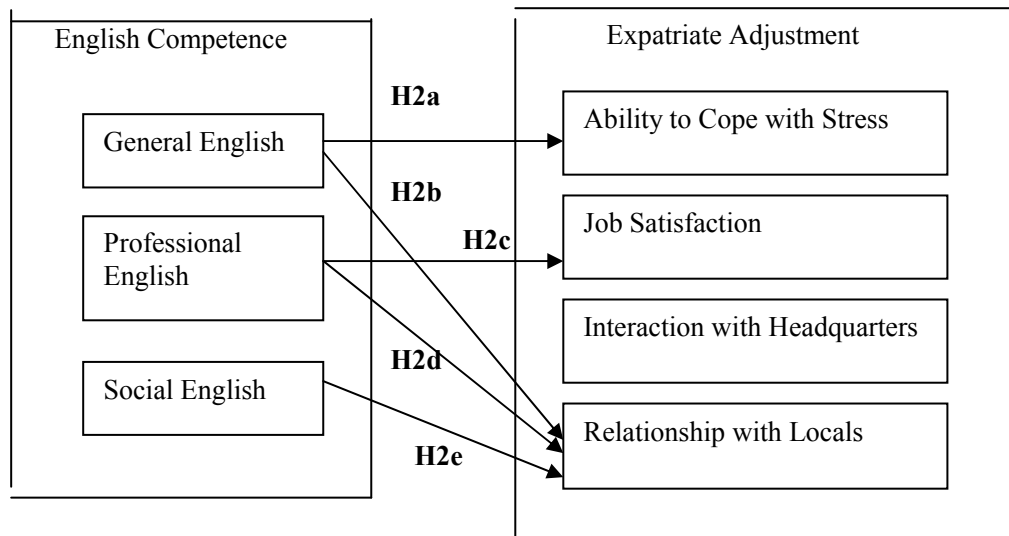 English Competence
General English
Professional
English
Social English
H2a
H2b
H2c
H2d
H2e
Expatriate Adjustment
Ability to Cope with Stress
Job Satisfaction
Interaction with Headquarters
Relationship with Locals